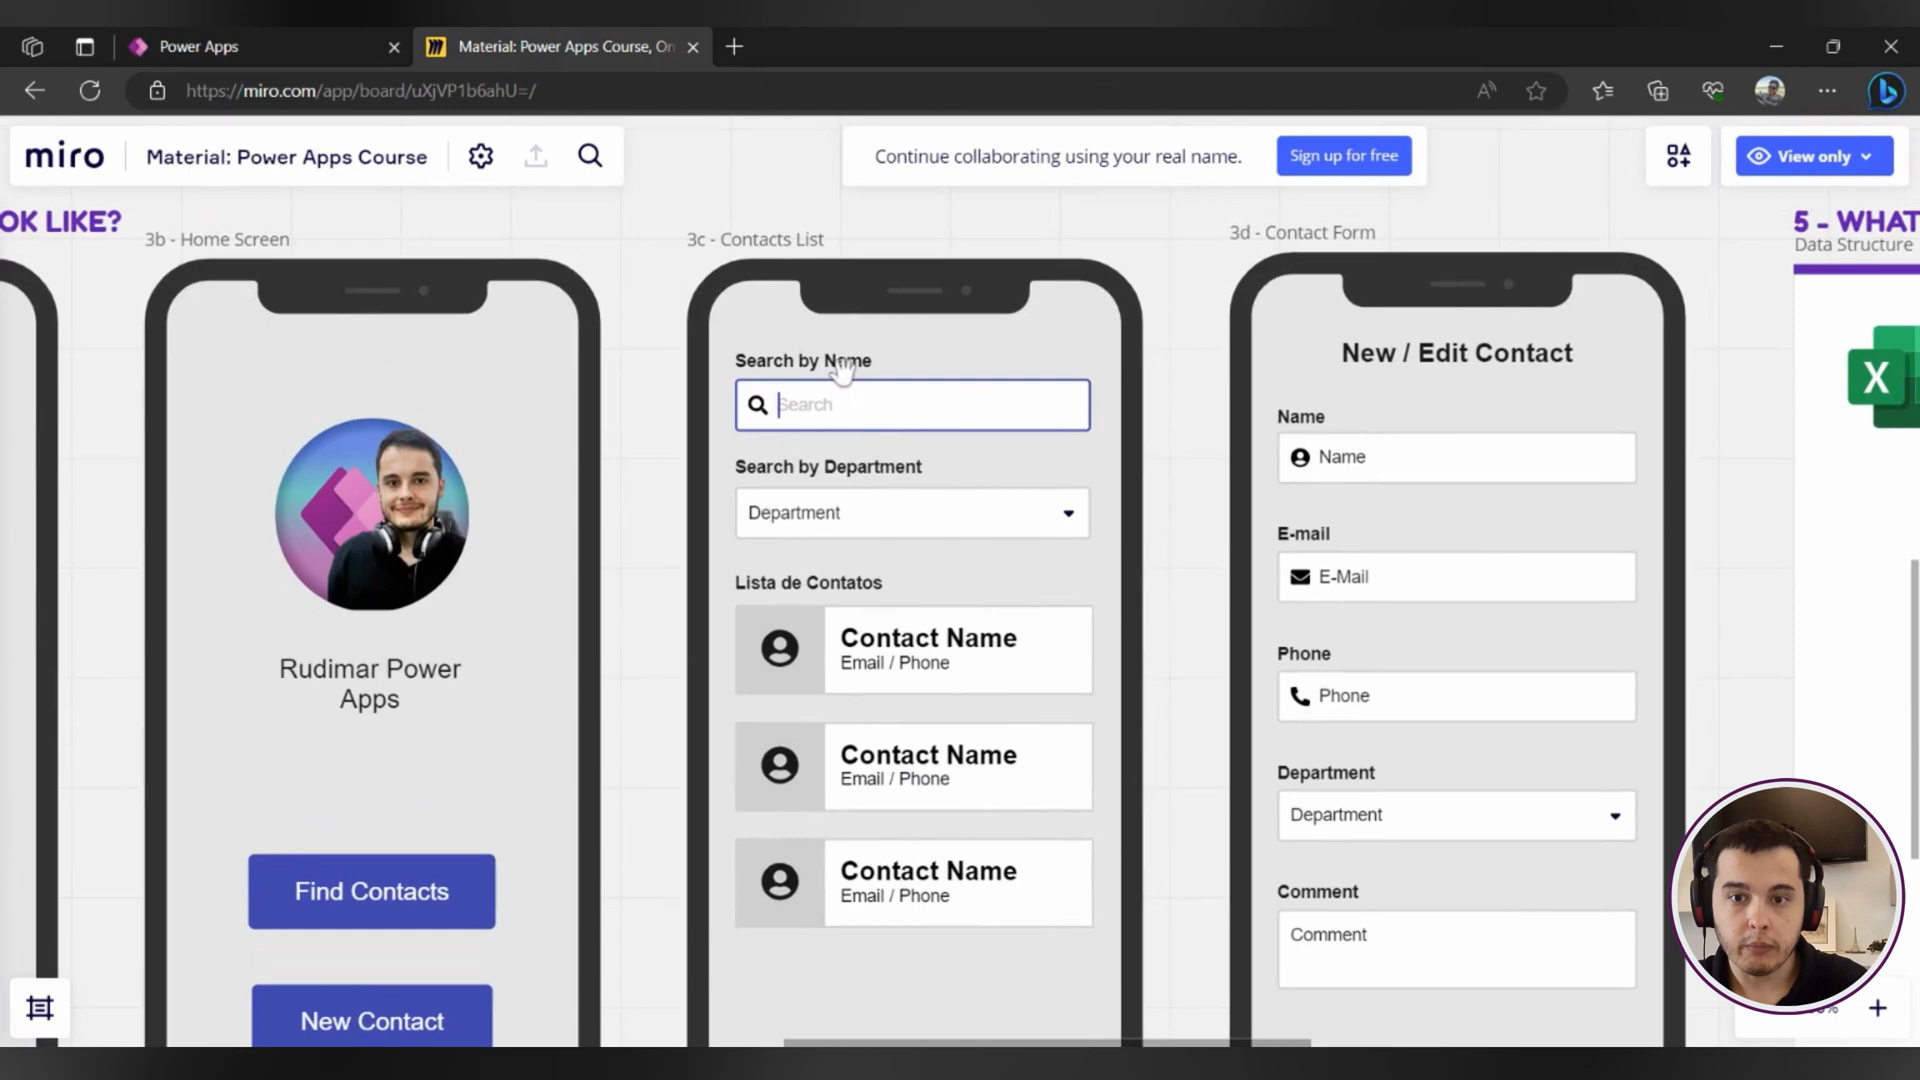 Power Apps
Material: Power Apps Course, On
https://miro.com/app/board/uXjVP1b6ahU=/
miro
Material: Power Apps Course
Continue collaborating using your real name.
Sign up for free
View only
OK LIKE?
3b - Home Screen
Rudimar Power
Apps
Find Contacts
New Contact
3c - Contacts List
Search by Name
Search
Search by Department
Department
Lista de Contatos
Contact Name
Email / Phone
Contact Name
Email / Phone
Contact Name
Email / Phone
3d - Contact Form
New / Edit Contact
Name
Name
E-mail
E-Mail
Phone
Phone
Department
Department
Comment
Comment
5 - WHAT
Data Structure
X